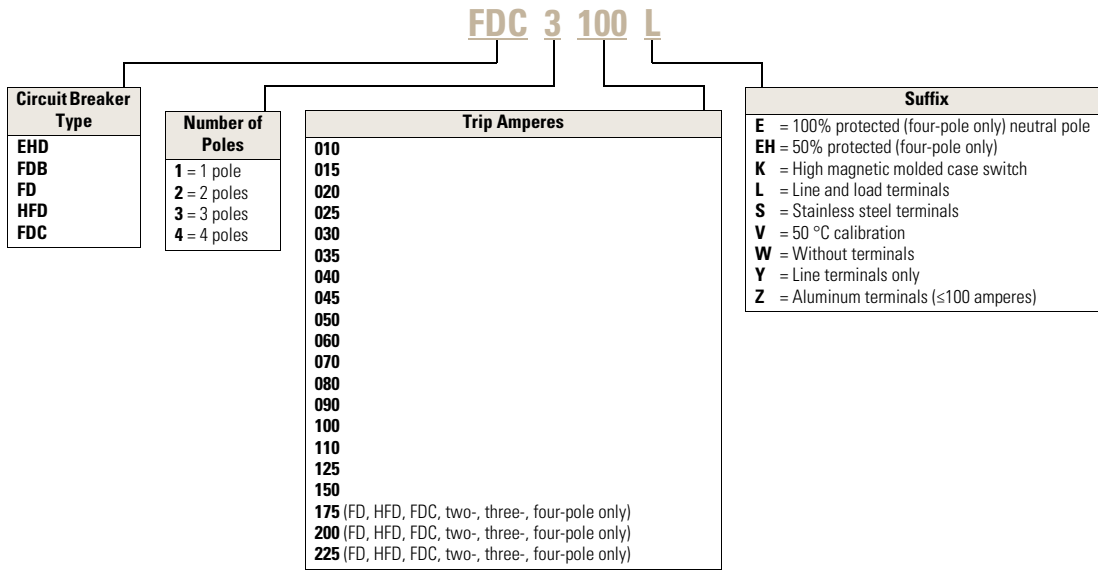 FDC 3 100 L
Circuit Breaker
Type
EHD
FDB
FD
HFD
FDC
Number of
Poles
1 = 1 pole
2 = 2 poles
3 = 3 poles
4 = 4 poles
Trip Amperes
010
015
020
025
030
035
040
045
050
060
070
080
090
100
110
125
150
175 (FD, HFD, FDC, two-, three-, four-pole only)
200 (FD, HFD, FDC, two-, three-, four-pole only)
225 (FD, HFD, FDC, two-, three-, four-pole only)
Suffix
E = 100% protected (four-pole only) neutral pole
EH = 50% protected (four-pole only)
K = High magnetic molded case switch
L = Line and load terminals
S = Stainless steel terminals
V = 50 °C calibration
W = Without terminals
Y = Line terminals only
Z = Aluminum terminals (≤100 amperes)